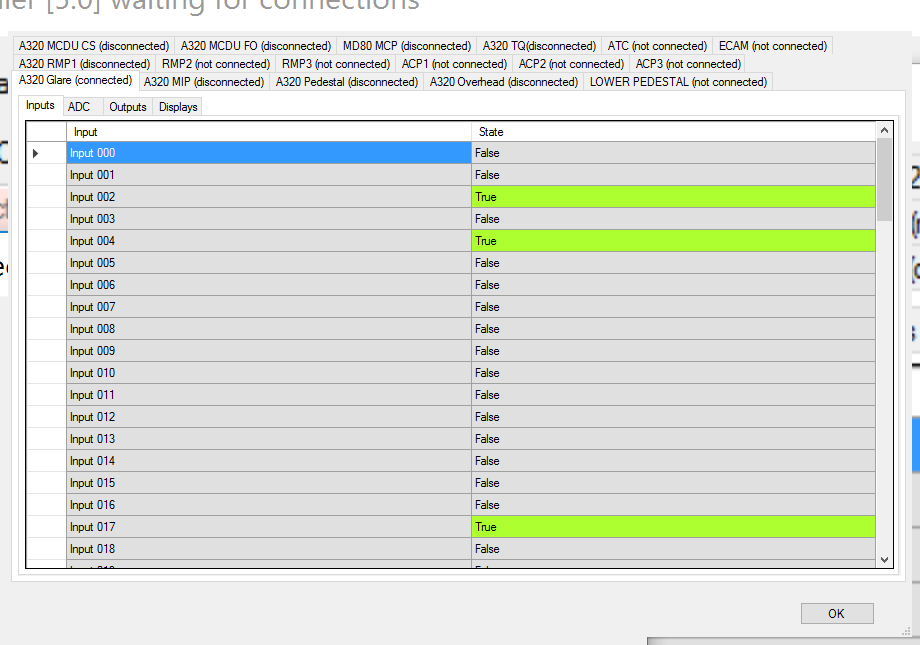 [5.0] waiting for connections
A320 MCDU CS (disconnected) A320 MCDU FO (disconnected) MD80 MCP (disconnected) A320 TQ(disconnected) ATC (not connected) ECAM (not connected)
A320 RMP1 (disconnected) RMP2 (not connected) RMP3 (not connected) ACP1 (not connected) ACP2 (not connected) ACP3 (not connected)
A320 Glare (connected) A320 MIP (disconnected) A320 Pedestal (disconnected) A320 Overhead (disconnected) LOWER PEDESTAL (not connected)
Inputs ADC Outputs Displays
Input State
Input 000 False
Input 001 False
Input 002 True
Input 003 False
Input 004 True
Input 005 False
Input 006 False
Input 007 False
Input 008 False
Input 009 False
Input 010 False
Input 011 False
Input 012 False
Input 013 False
Input 014 False
Input 015 False
Input 016 False
Input 017 True
Input 018 False
OK